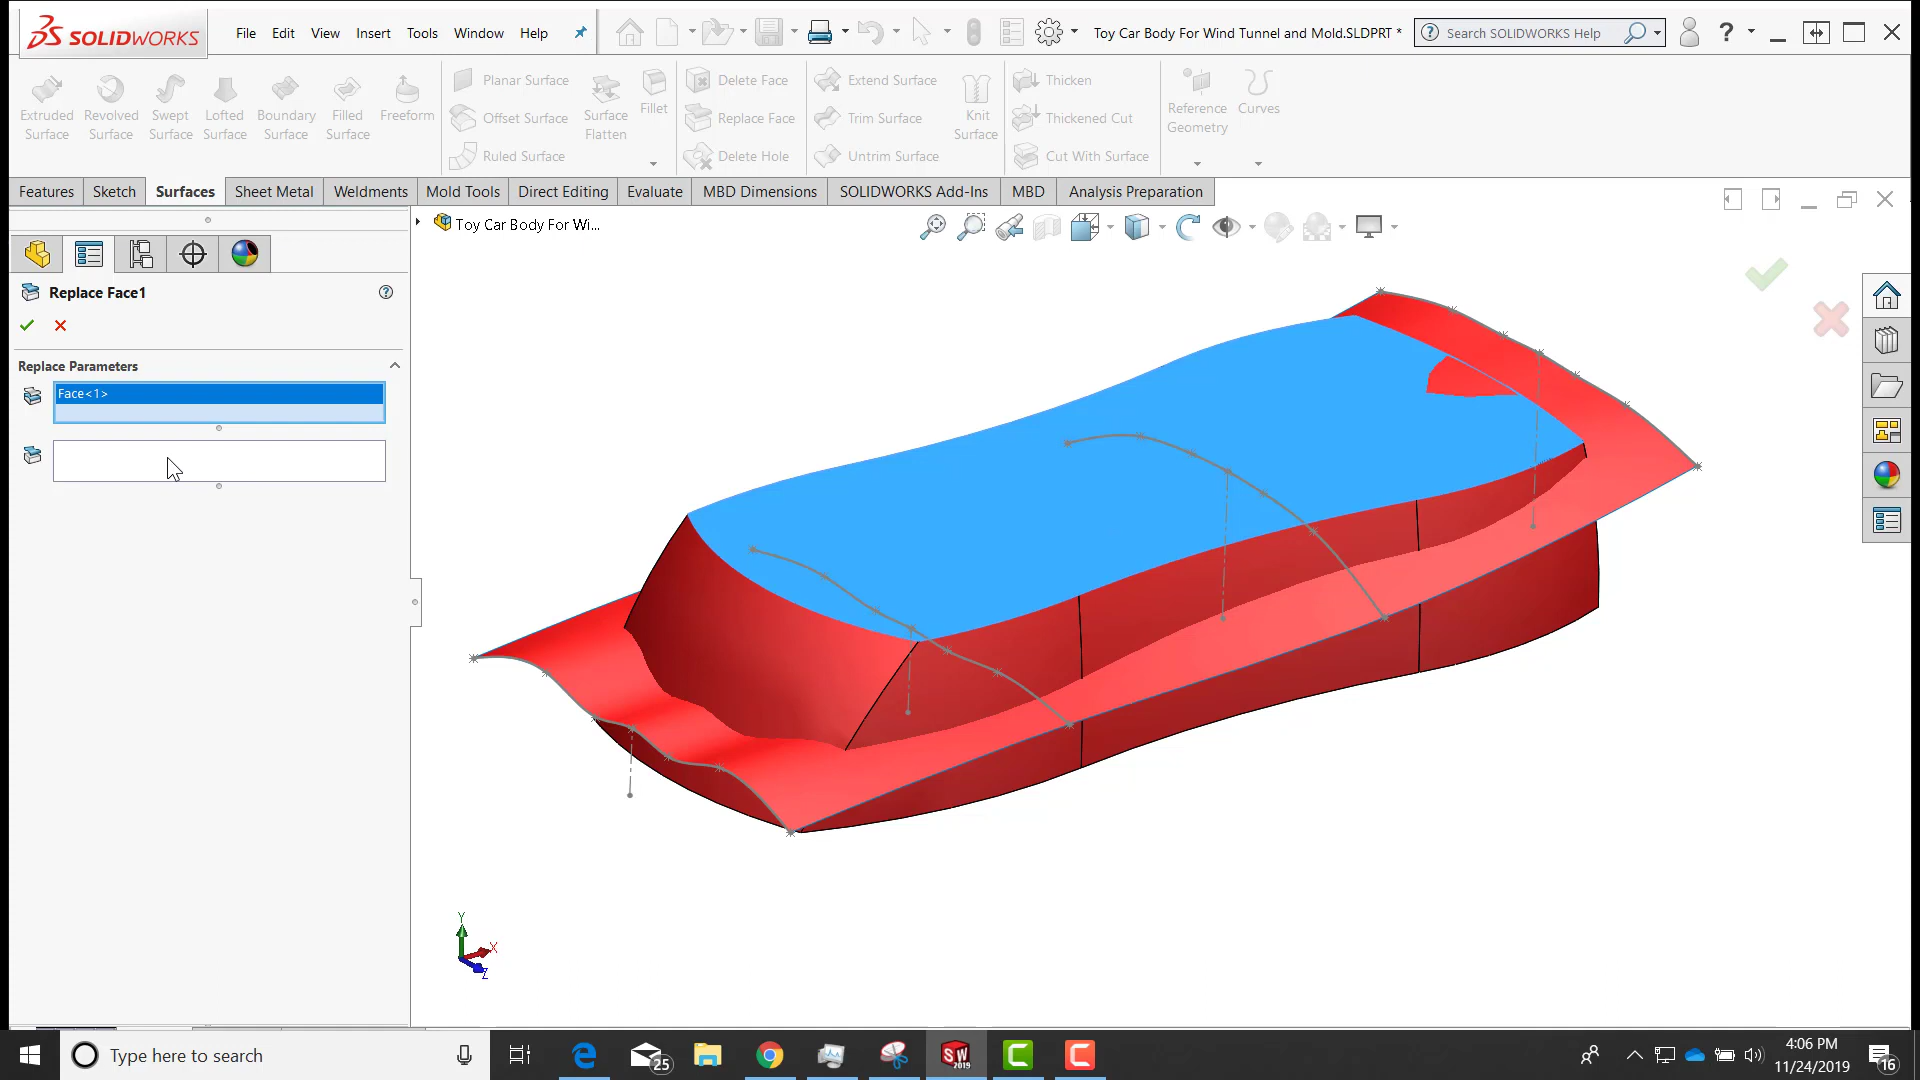 SOLIDWORKS
File Edit View Insert Tools Window Help
Toy Car Body For Wind Tunnel and Mold.SLDPRT *
Search SOLIDWORKS Help
?
Extruded Surface
Revolved Surface
Swept Surface
Lofted Surface
Boundary Surface
Filled Surface
Freeform
Planar Surface
Offset Surface
Ruled Surface
Surface Flatten
Fillet
Delete Face
Replace Face
Delete Hole
Extend Surface
Trim Surface
Untrim Surface
Knit Surface
Thicken
Thickened Cut
Cut With Surface
Reference Geometry
Curves
Features Sketch Surfaces Sheet Metal Weldments Mold Tools Direct Editing Evaluate MBD Dimensions SOLIDWORKS Add-Ins MBD Analysis Preparation
Toy Car Body For Wi...
Replace Face1
?
Replace Parameters
Face<1>
Y
X
Z
Type here to search
25
SW
2019
C
C
4:06 PM
11/24/2019
16